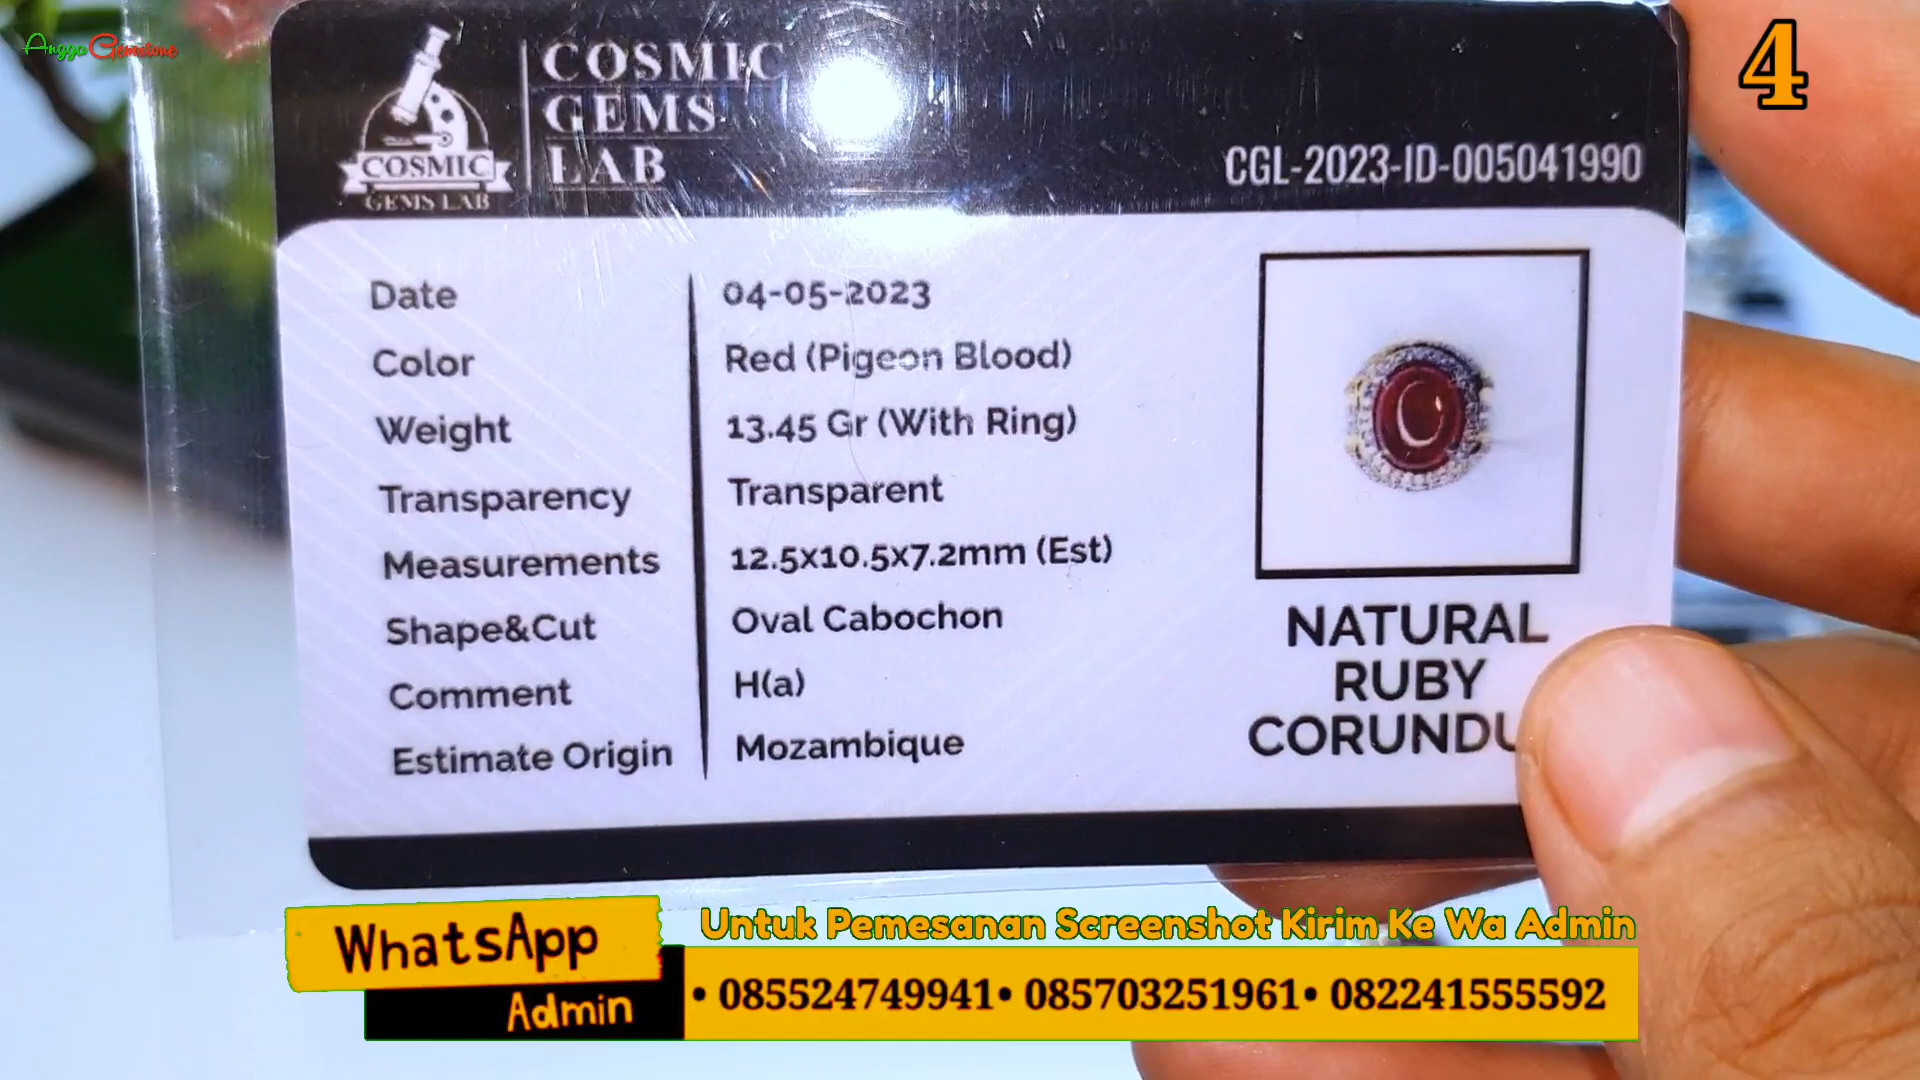 Angga Gemstone
4
COSMIC
GEMS
LAB
COSMIC
GEMS LAB
CGL-2023-ID-005041990
Date 04-05-2023
Color Red (Pigeon Blood)
Weight 13.45 Gr (With Ring)
Transparency Transparent
Measurements 12.5x10.5x7.2mm (Est)
Shape&Cut Oval Cabochon
Comment H(a)
Estimate Origin Mozambique
NATURAL
RUBY
WhatsApp
Admin
Untuk Pemesanan Screenshot Kirim Ke Wa Admin
• 085524749941• 085703251961• 082241555592